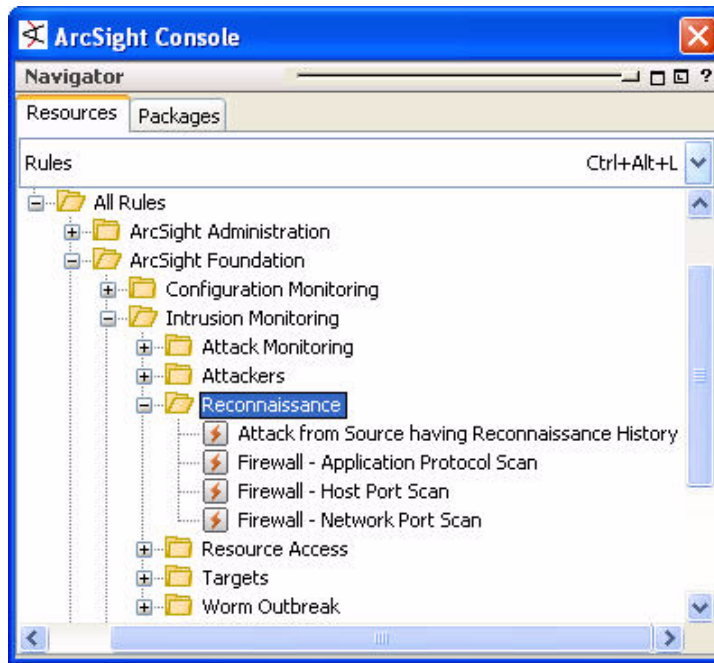 ArcSight Console
Navigator
?
Resources Packages
Rules Ctrl+Alt+L
All Rules
ArcSight Administration
ArcSight Foundation
Configuration Monitoring
Intrusion Monitoring
Attack Monitoring
Attackers
Reconnaissance
Attack from Source having Reconnaissance History
Firewall - Application Protocol Scan
Firewall - Host Port Scan
Firewall - Network Port Scan
Resource Access
Targets
Worm Outbreak